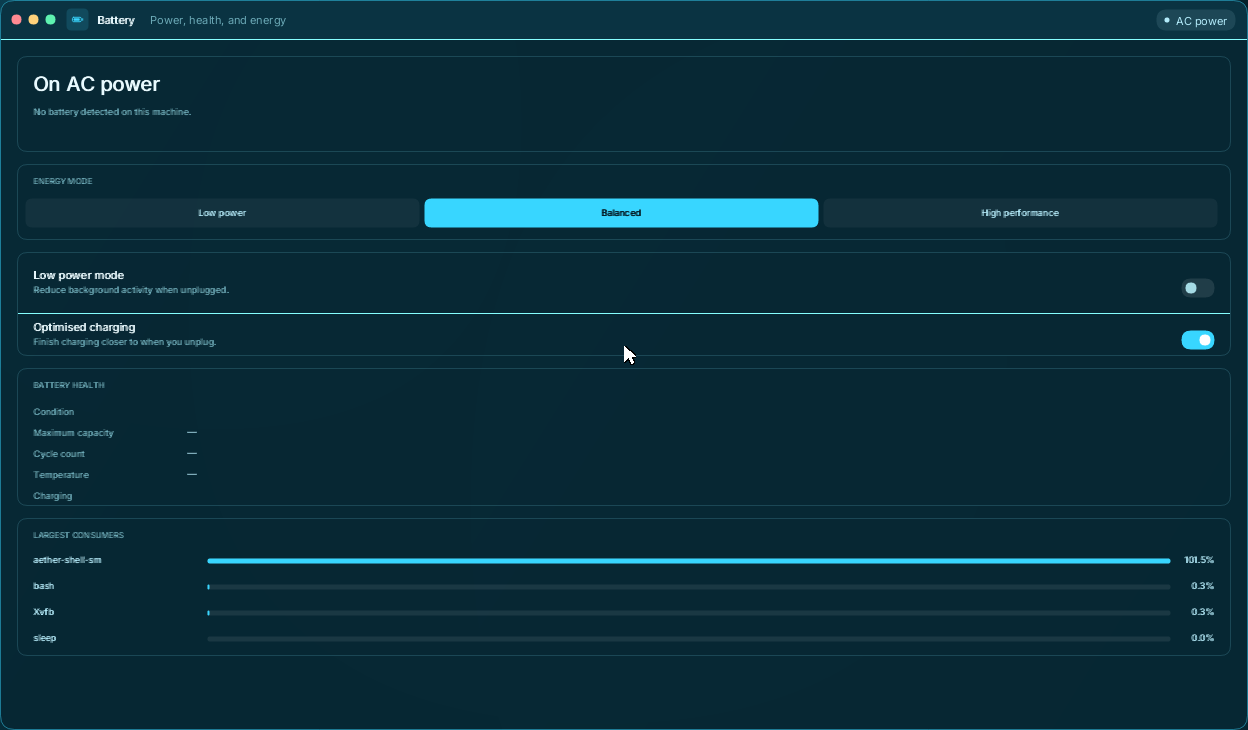 Battery Power, health, and energy AC power
On AC power
No battery detected on this machine.
ENERGY MODE
Low power Balanced High performance
Low power mode
Reduce background activity when unplugged.
Optimised charging
Finish charging closer to when you unplug.
BATTERY HEALTH
Condition
Maximum capacity —
Cycle count —
Temperature —
Charging
LARGEST CONSUMERS
aether-shell-sm 101.5%
bash 0.3%
Xvfb 0.3%
sleep 0.0%